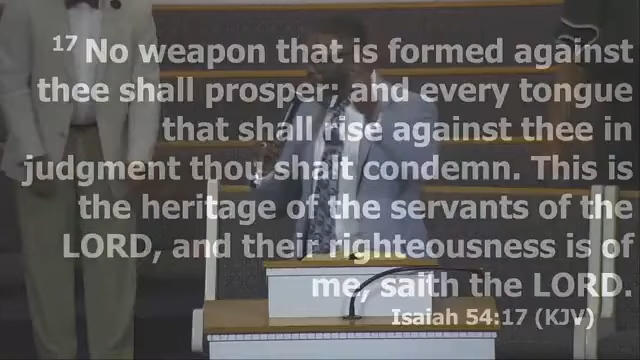 17 No weapon that is formed against
thee shall prosper; and every tongue
that shall rise against thee in
judgment thou shalt condemn. This is
the heritage of the servants of the
LORD, and their righteousness is of
me, saith the LORD.
Isaiah 54:17 (KJV)